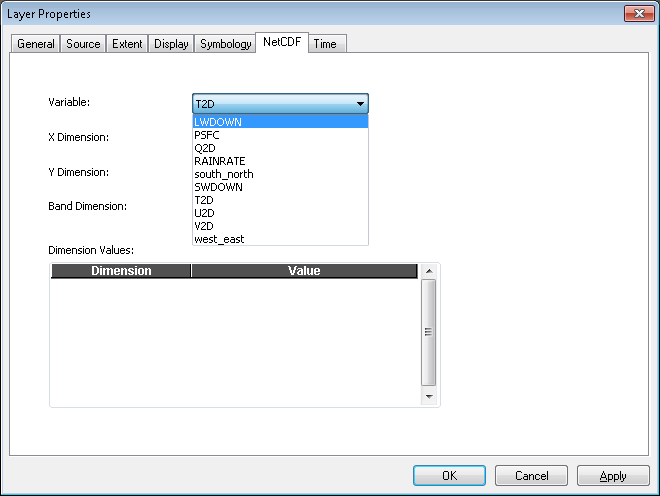 Layer Properties
General Source Extent Display Symbology NetCDF Time
Variable: T2D
LWDOWN
PSFC
X Dimension:
Q2D
RAINRATE
Y Dimension:
south_north
SWDOWN
T2D
Band Dimension:
U2D
V2D
west_east
Dimension Values:
Dimension Value
OK Cancel Apply